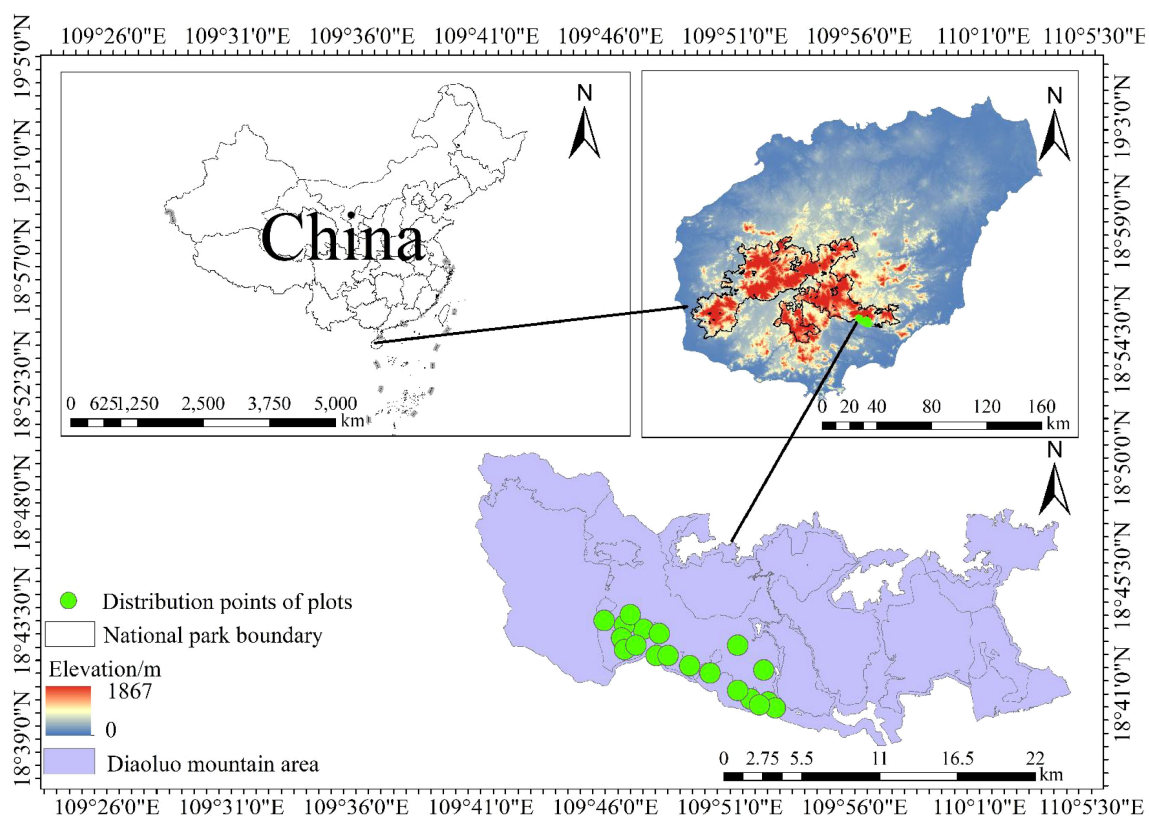 109°26'0"E 109°31'0"E 109°36'0"E 109°41'0"E 109°46'0"E 109°51'0"E 109°56'0"E 110°1'0"E 110°5'30"E
19°5'0"N
19°1'0"N
18°57'0"N
18°52'30"N
18°48'0"N
18°43'30"N
18°39'0"N
N
China
0 625 1,250 2,500 3,750 5,000
km
N
0 20 40 80 120 160
km
N
Distribution points of plots
National park boundary
Elevation/m
1867
0
Diaoluo mountain area
0 2.75 5.5 11 16.5 22
km
19°3'0"N
18°59'0"N
18°54'30"N
18°50'0"N
18°45'30"N
18°41'0"N
109°26'0"E 109°31'0"E 109°36'0"E 109°41'0"E 109°46'0"E 109°51'0"E 109°56'0"E 110°1'0"E 110°5'30"E